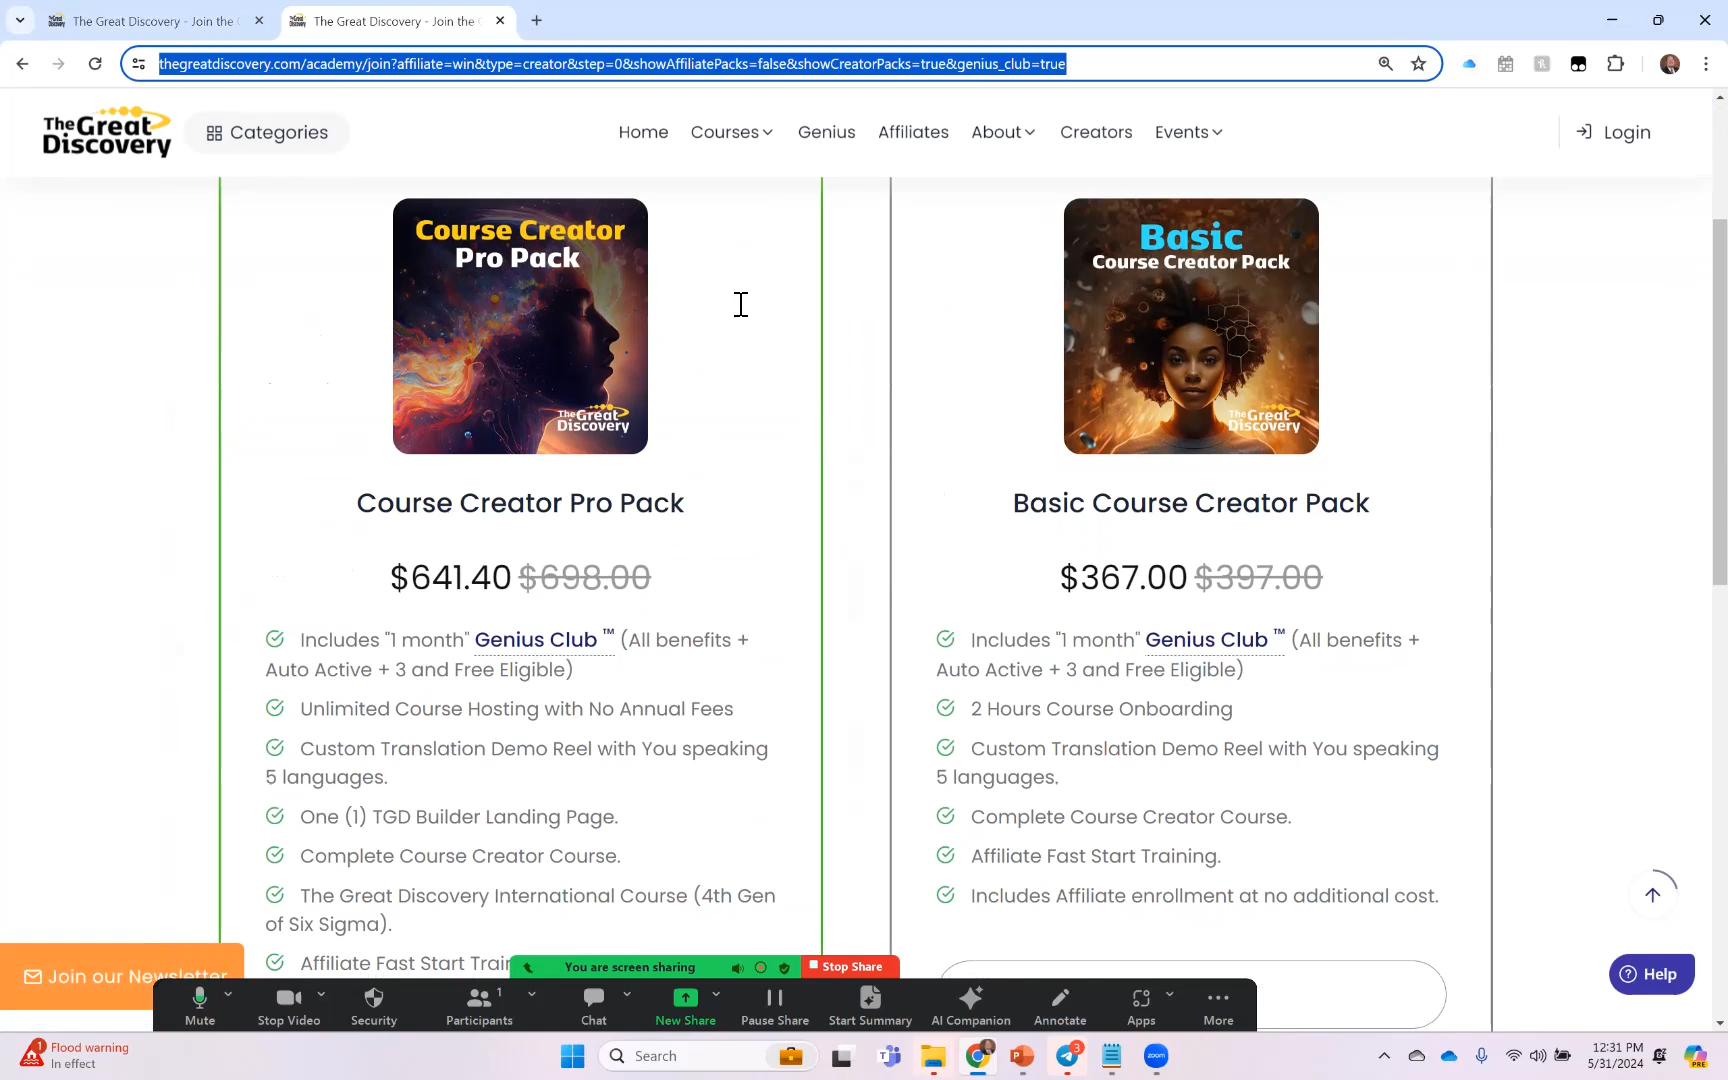 The Great Discovery - Join the
The Great Discovery - Join the
thegreatdiscovery.com/academy/join?affiliate=win&type=creator&step=0&showAffiliatePacks=false&showCreatorPacks=true&genius_club=true
The Great Discovery
Categories
Home
Courses
Genius
Affiliates
About
Creators
Events
Login
Course Creator
Pro Pack
The Great
Discovery
Basic
Course Creator Pack
The Great
Discovery
Course Creator Pro Pack
Basic Course Creator Pack
$641.40 $698.00
$367.00 $397.00
Includes "1 month" Genius Club ™ (All benefits +
Auto Active + 3 and Free Eligible)
Unlimited Course Hosting with No Annual Fees
Custom Translation Demo Reel with You speaking
5 languages.
One (1) TGD Builder Landing Page.
Complete Course Creator Course.
The Great Discovery International Course (4th Gen
of Six Sigma).
Affiliate Fast Start
Includes "1 month" Genius Club ™ (All benefits +
Auto Active + 3 and Free Eligible)
2 Hours Course Onboarding
Custom Translation Demo Reel with You speaking
5 languages.
Complete Course Creator Course.
Affiliate Fast Start Training.
Includes Affiliate enrollment at no additional cost.
Join our Newsletter
Help
You are screen sharing
Stop Share
Mute
Stop Video
Security
Participants
1
Chat
New Share
Pause Share
Start Summary
AI Companion
Annotate
Apps
More
1
Flood warning
In effect
Search
3
zoom
12:31 PM
5/31/2024
PRE